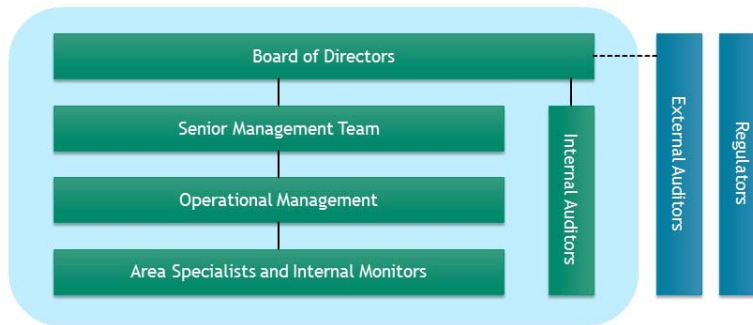 Board of Directors
Senior Management Team
Operational Management
Area Specialists and Internal Monitors
Internal Auditors
External Auditors
Regulators